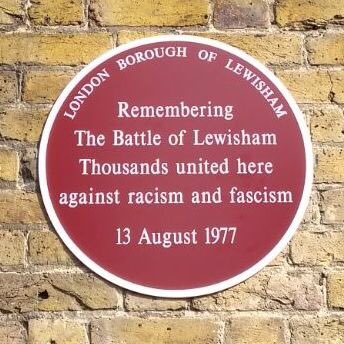 LONDON BOROUGH OF LEWISHAM
Remembering
The Battle of Lewisham
Thousands united here
against racism and fascism
13 August 1977